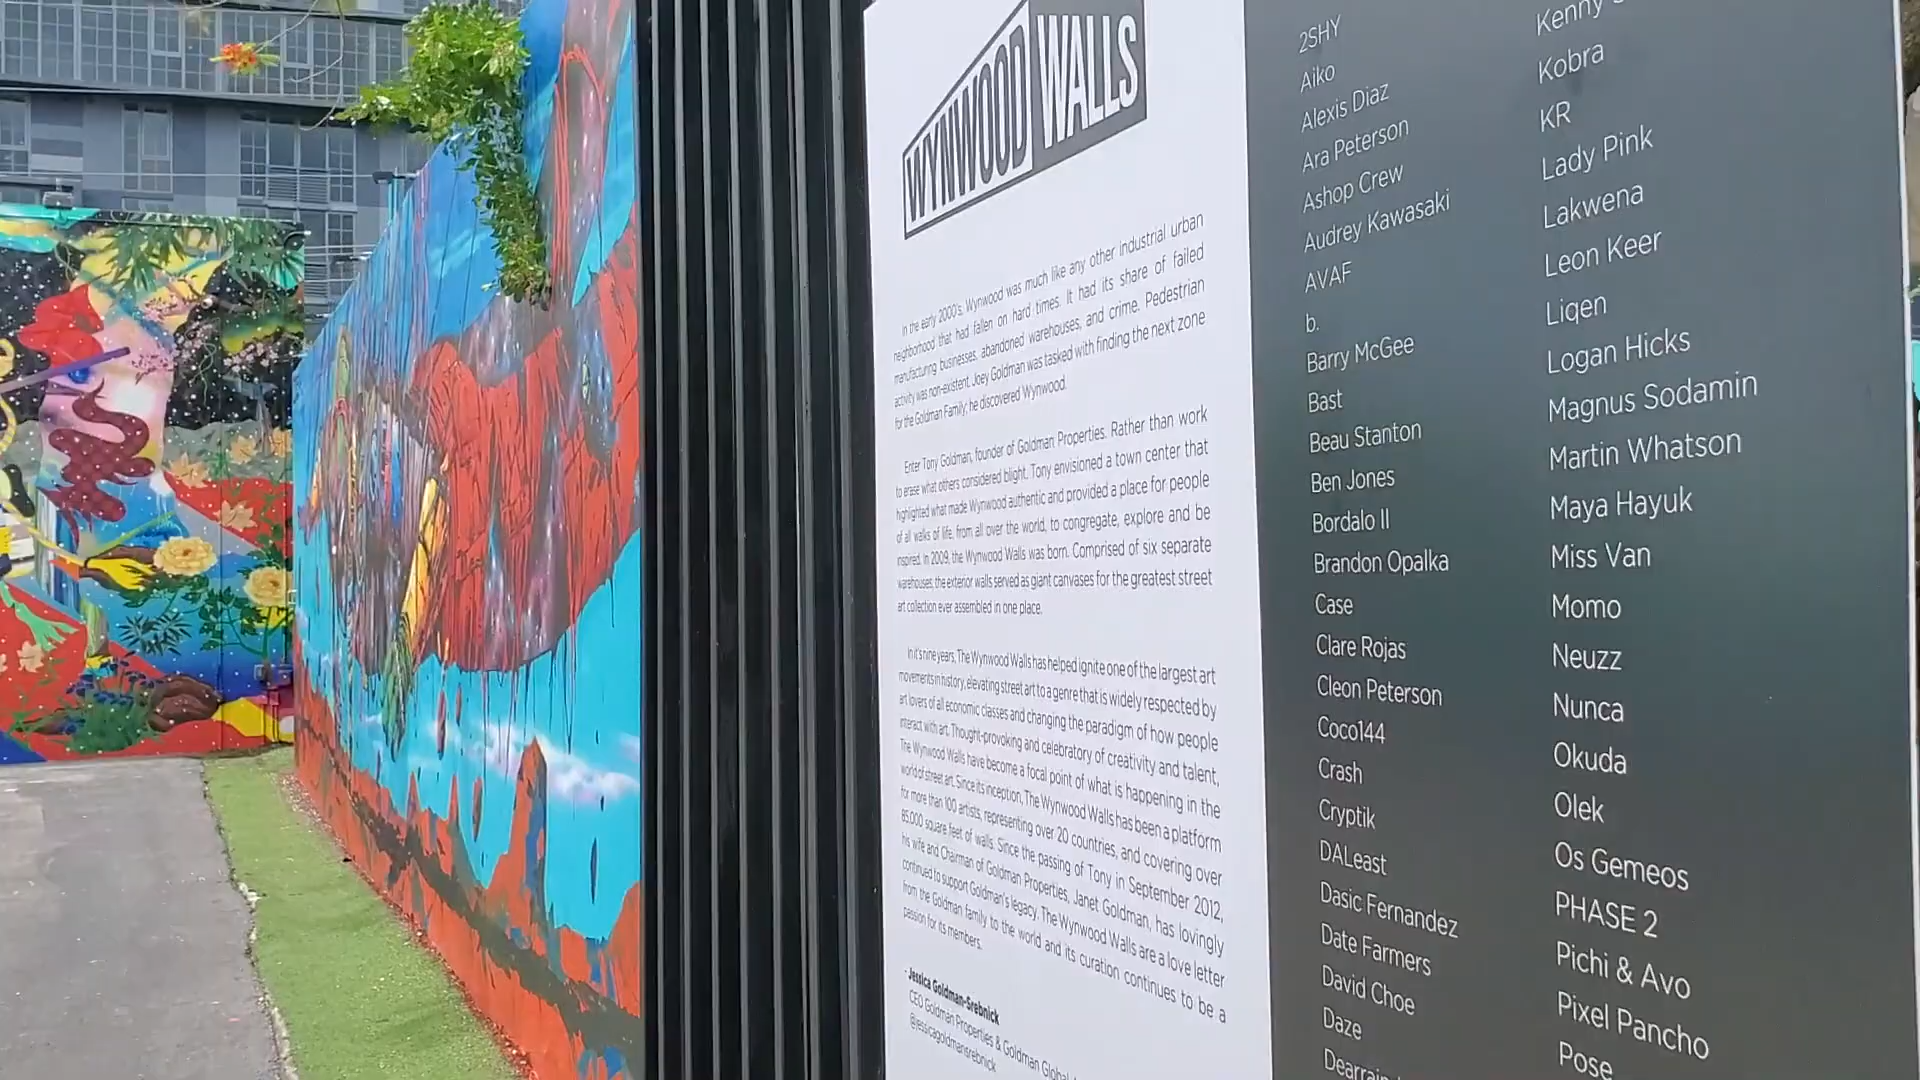 WYNWOOD WALLS
In the early 2000's, Wynwood was much like any other industrial urban
neighborhood that had fallen on hard times. It had its share of failed
manufacturing businesses, abandoned warehouses, and crime. Pedestrian
activity was non-existent. Joey Goldman was tasked with finding the next zone
for the Goldman Family; he discovered Wynwood.
Enter Tony Goldman, founder of Goldman Properties. Rather than work
to erase what others considered blight, Tony envisioned a town center that
highlighted what made Wynwood authentic and provided a place for people
of all walks of life, from all over the world, to congregate, explore and be
inspired. In 2009, the Wynwood Walls was born. Comprised of six separate
warehouses, the exterior walls served as giant canvases for the greatest street
art collection ever assembled in one place.
In it's nine years, The Wynwood Walls has helped ignite one of the largest art
movements in history, elevating street art to a genre that is widely respected by
art lovers of all economic classes and changing the paradigm of how people
interact with art. Thought-provoking and celebratory of creativity and talent,
The Wynwood Walls have become a focal point of what is happening in the
world of street art. Since its inception, The Wynwood Walls has been a platform
for more than 100 artists, representing over 20 countries, and covering over
85,000 square feet of walls. Since the passing of Tony in September 2012,
his wife and Chairman of Goldman Properties, Janet Goldman, has lovingly
continued to support Goldman's legacy. The Wynwood Walls are a love letter
from the Goldman family to the world and its curation continues to be a
passion for its members.
- Jessica Goldman-Srebnick
CEO Goldman Properties & Goldman Global
@jessicagoldmansrebnick
2SHY
Aiko
Alexis Diaz
Ara Peterson
Ashop Crew
Audrey Kawasaki
AVAF
b.
Barry McGee
Bast
Beau Stanton
Ben Jones
Bordalo II
Brandon Opalka
Case
Clare Rojas
Cleon Peterson
Coco144
Crash
Cryptik
DALeast
Dasic Fernandez
Date Farmers
David Choe
Daze
Dearrain
Kenny
Kobra
KR
Lady Pink
Lakwena
Leon Keer
Liqen
Logan Hicks
Magnus Sodamin
Martin Whatson
Maya Hayuk
Miss Van
Momo
Neuzz
Nunca
Okuda
Olek
Os Gemeos
PHASE 2
Pichi & Avo
Pixel Pancho
Pose